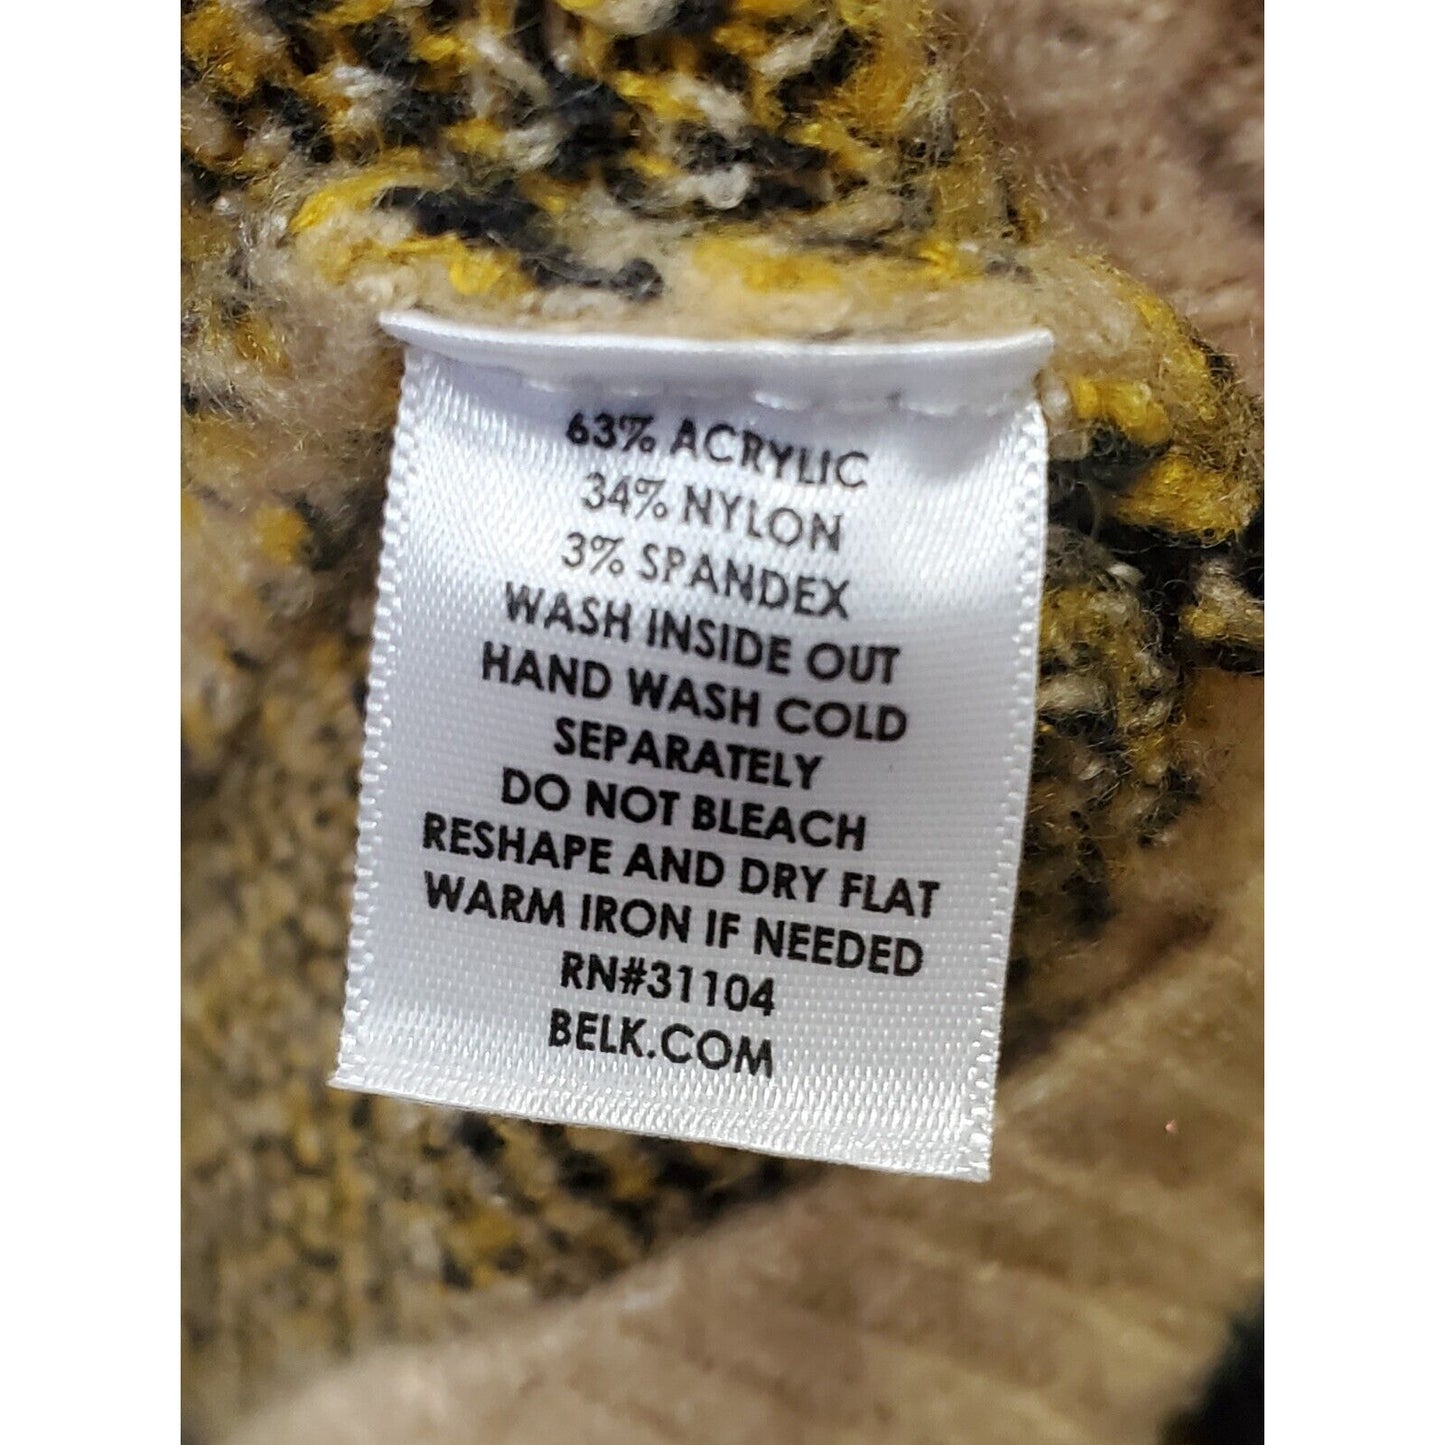 63% ACRYLIC
34% NYLON
3% SPANDEX
WASH INSIDE OUT
HAND WASH COLD
SEPARATELY
DO NOT BLEACH
RESHAPE AND DRY FLAT
WARM IRON IF NEEDED
RN#31104
BELK.COM